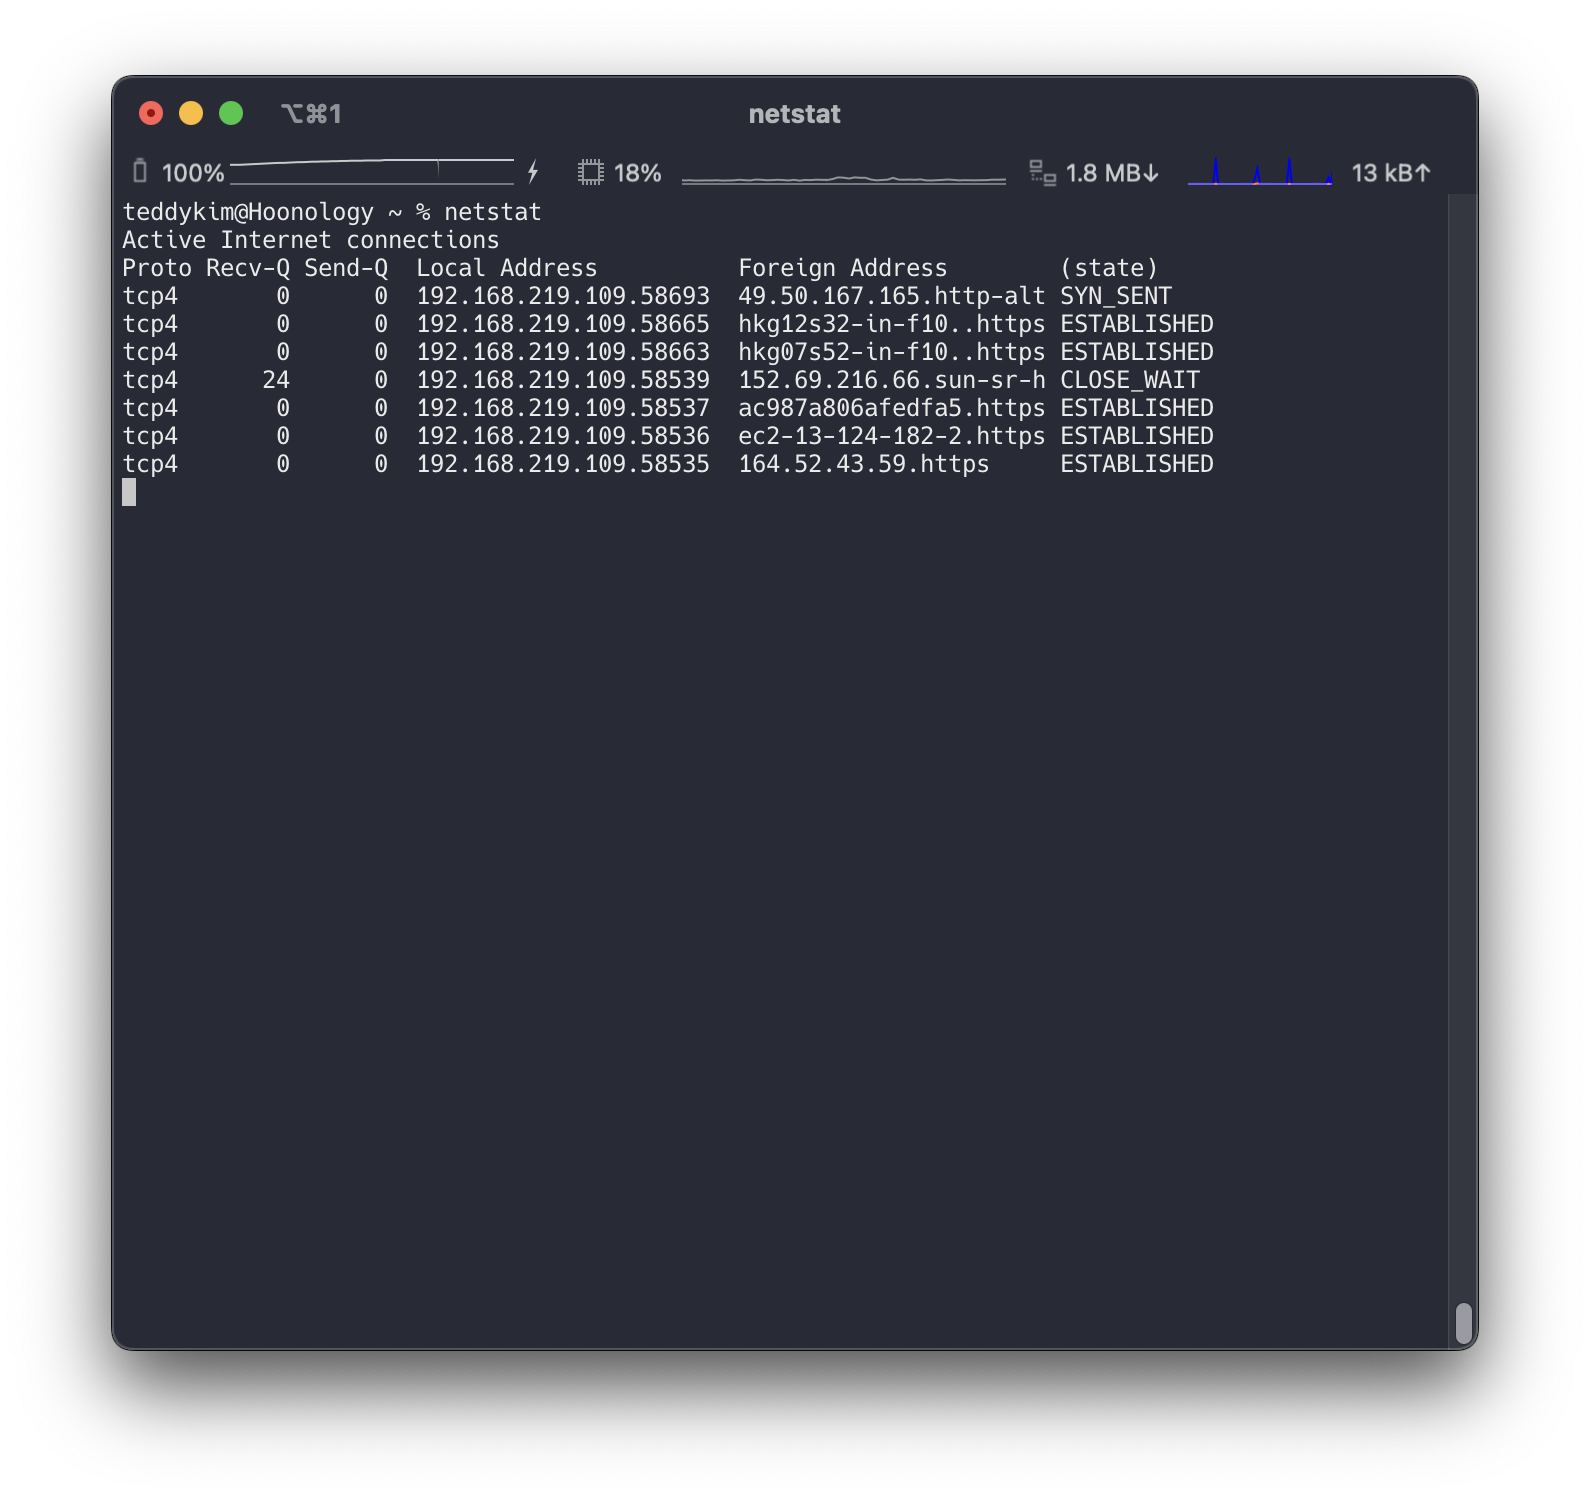 ⌥⌘1 netstat
100% 18% 1.8 MB↓ 13 kB↑
teddykim@Hoonology ~ % netstat
Active Internet connections
Proto Recv-Q Send-Q  Local Address          Foreign Address        (state)
tcp4       0      0  192.168.219.109.58693  49.50.167.165.http-alt SYN_SENT
tcp4       0      0  192.168.219.109.58665  hkg12s32-in-f10..https ESTABLISHED
tcp4       0      0  192.168.219.109.58663  hkg07s52-in-f10..https ESTABLISHED
tcp4      24      0  192.168.219.109.58539  152.69.216.66.sun-sr-h CLOSE_WAIT
tcp4       0      0  192.168.219.109.58537  ac987a806afedfa5.https ESTABLISHED
tcp4       0      0  192.168.219.109.58536  ec2-13-124-182-2.https ESTABLISHED
tcp4       0      0  192.168.219.109.58535  164.52.43.59.https     ESTABLISHED